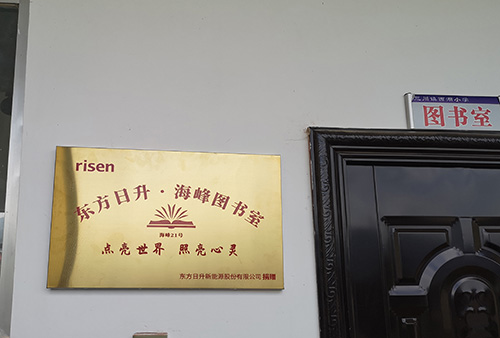 risen
东方日升·海峰图书室
海峰21号
点亮世界 照亮心灵
东方日升新能源股份有限公司 捐赠
图书室